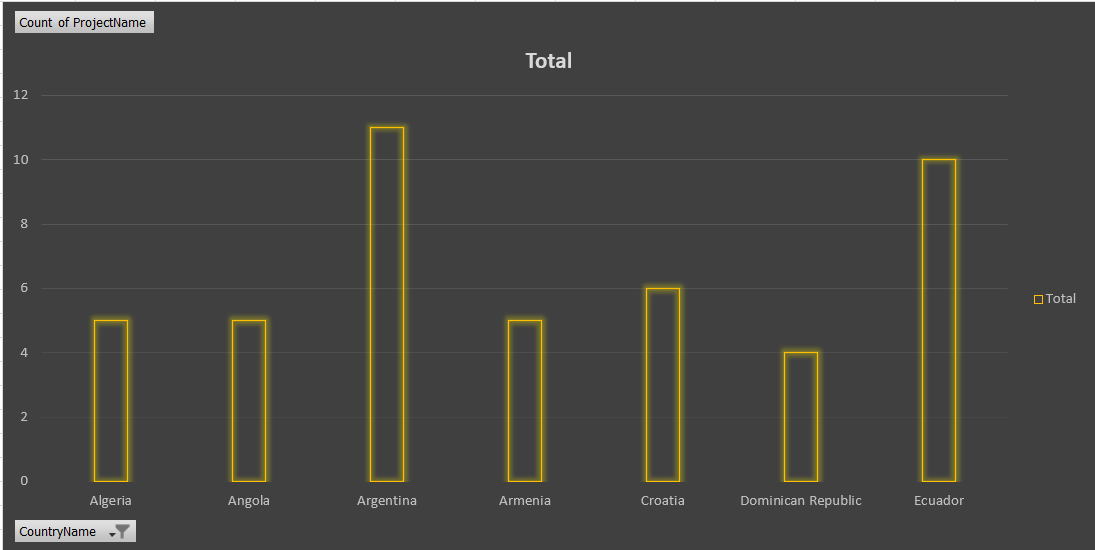 Count of ProjectName
Total
12
10
8
6
4
2
0
Total
Algeria Angola Argentina Armenia Croatia Dominican Republic Ecuador
CountryName